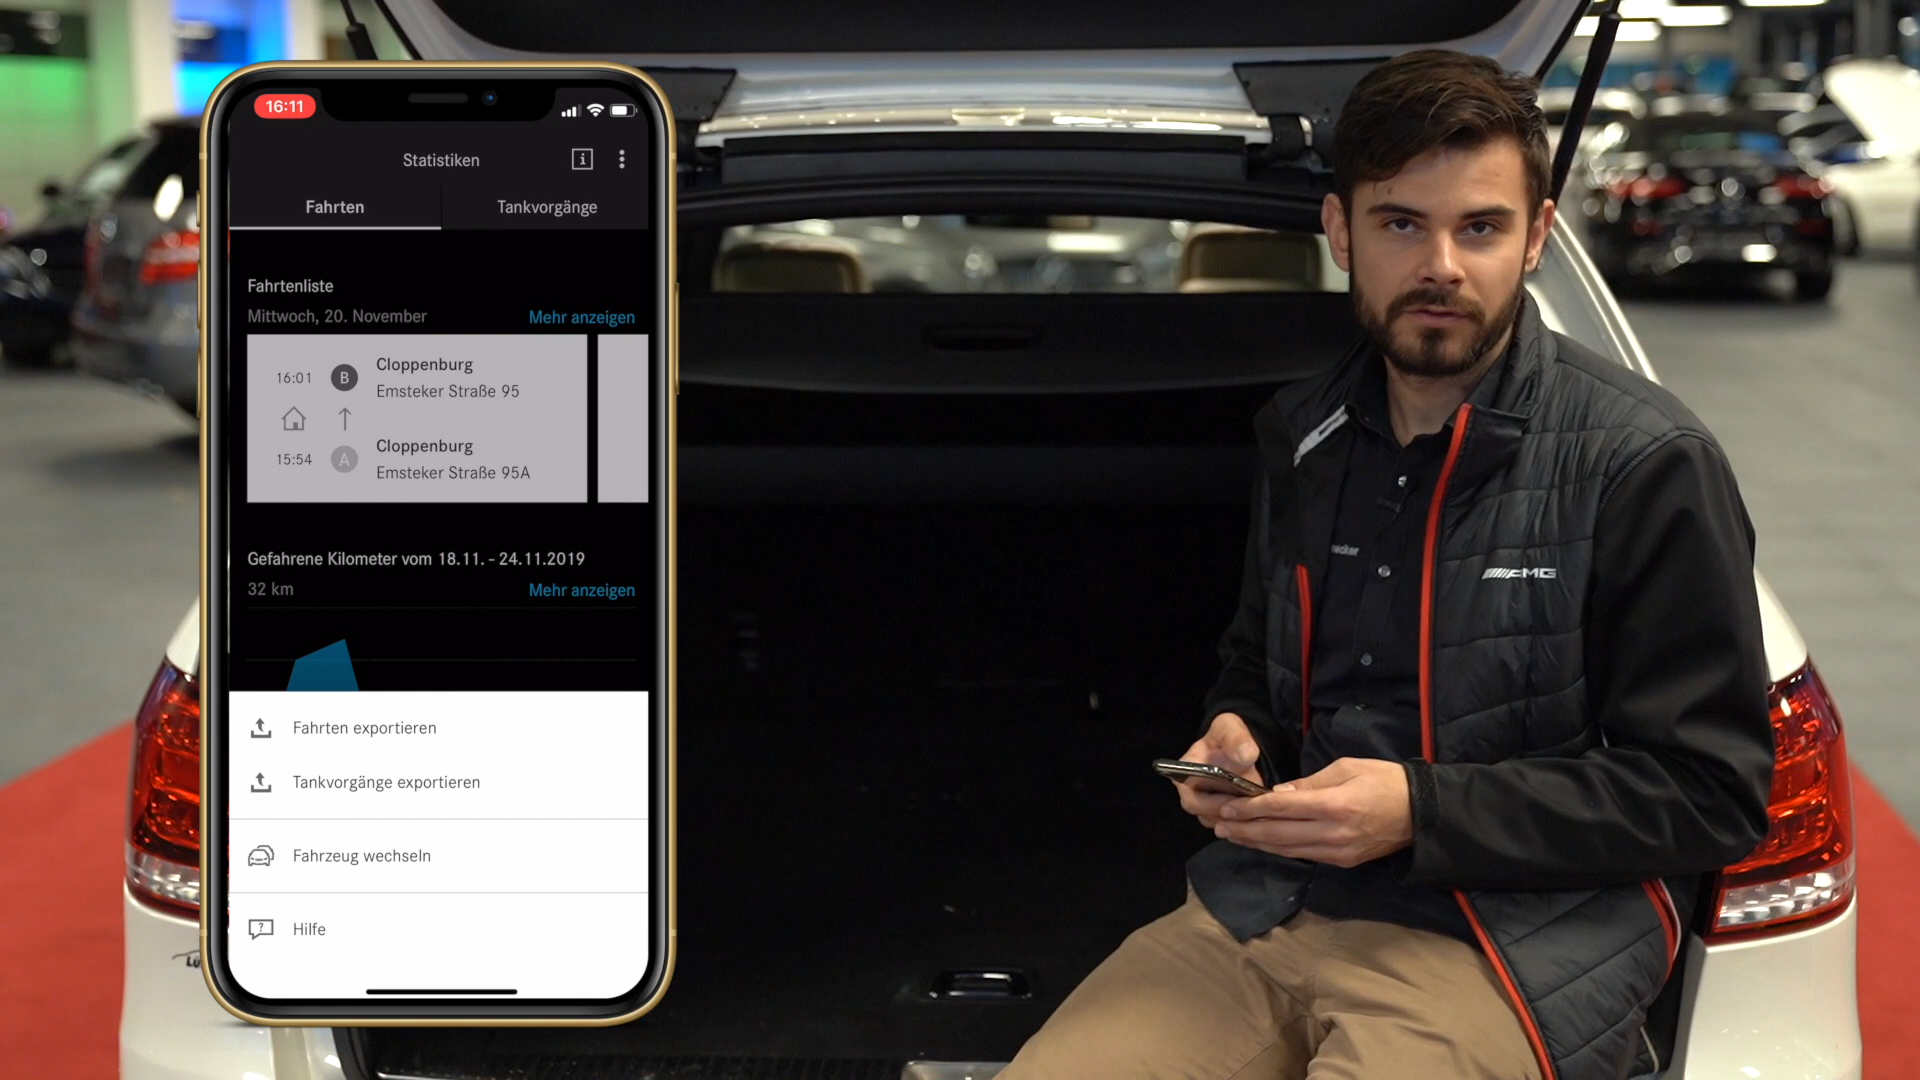 16:11
Statistiken
Fahrten
Tankvorgänge
Fahrtenliste
Mittwoch, 20. November
Mehr anzeigen
16:01
B
Cloppenburg
Emsteker Straße 95
15:54
A
Cloppenburg
Emsteker Straße 95A
Gefahrene Kilometer vom 18.11. - 24.11.2019
32 km
Mehr anzeigen
Fahrten exportieren
Tankvorgänge exportieren
Fahrzeug wechseln
Hilfe
AMG